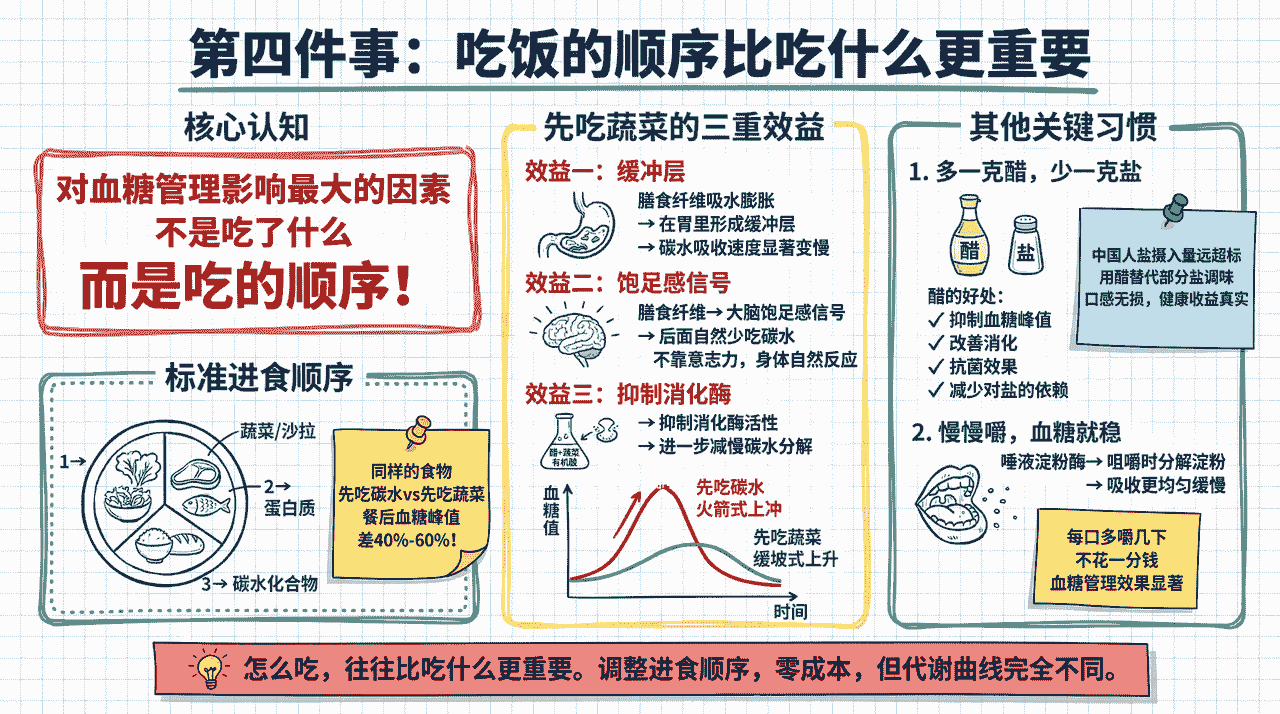 第四件事：吃饭的顺序比吃什么更重要
核心认知
对血糖管理影响最大的因素
不是吃了什么
而是吃的顺序！
标准进食顺序
1→
蔬菜/沙拉
2→
蛋白质
3→ 碳水化合物
同样的食物
先吃碳水vs先吃蔬菜
餐后血糖峰值
差40%-60%！
先吃蔬菜的三重效益
效益一：缓冲层
膳食纤维吸水膨胀
→ 在胃里形成缓冲层
→ 碳水吸收速度显著变慢
效益二：饱足感信号
膳食纤维→ 大脑饱足感信号
→ 后面自然少吃碳水
不靠意志力，身体自然反应
效益三：抑制消化酶
醋+蔬菜
有机酸
→ 抑制消化酶活性
→ 进一步减慢碳水分解
血糖值
先吃碳水
火箭式上冲
先吃蔬菜
缓坡式上升
时间
其他关键习惯
1. 多一克醋，少一克盐
醋
盐
中国人盐摄入量远超标
用醋替代部分盐调味
口感无损，健康收益真实
醋的好处：
✓ 抑制血糖峰值
✓ 改善消化
✓ 抗菌效果
✓ 减少对盐的依赖
2. 慢慢嚼，血糖就稳
唾液淀粉酶→ 咀嚼时分解淀粉
→ 吸收更均匀缓慢
每口多嚼几下
不花一分钱
血糖管理效果显著
怎么吃，往往比吃什么更重要。调整进食顺序，零成本，但代谢曲线完全不同。